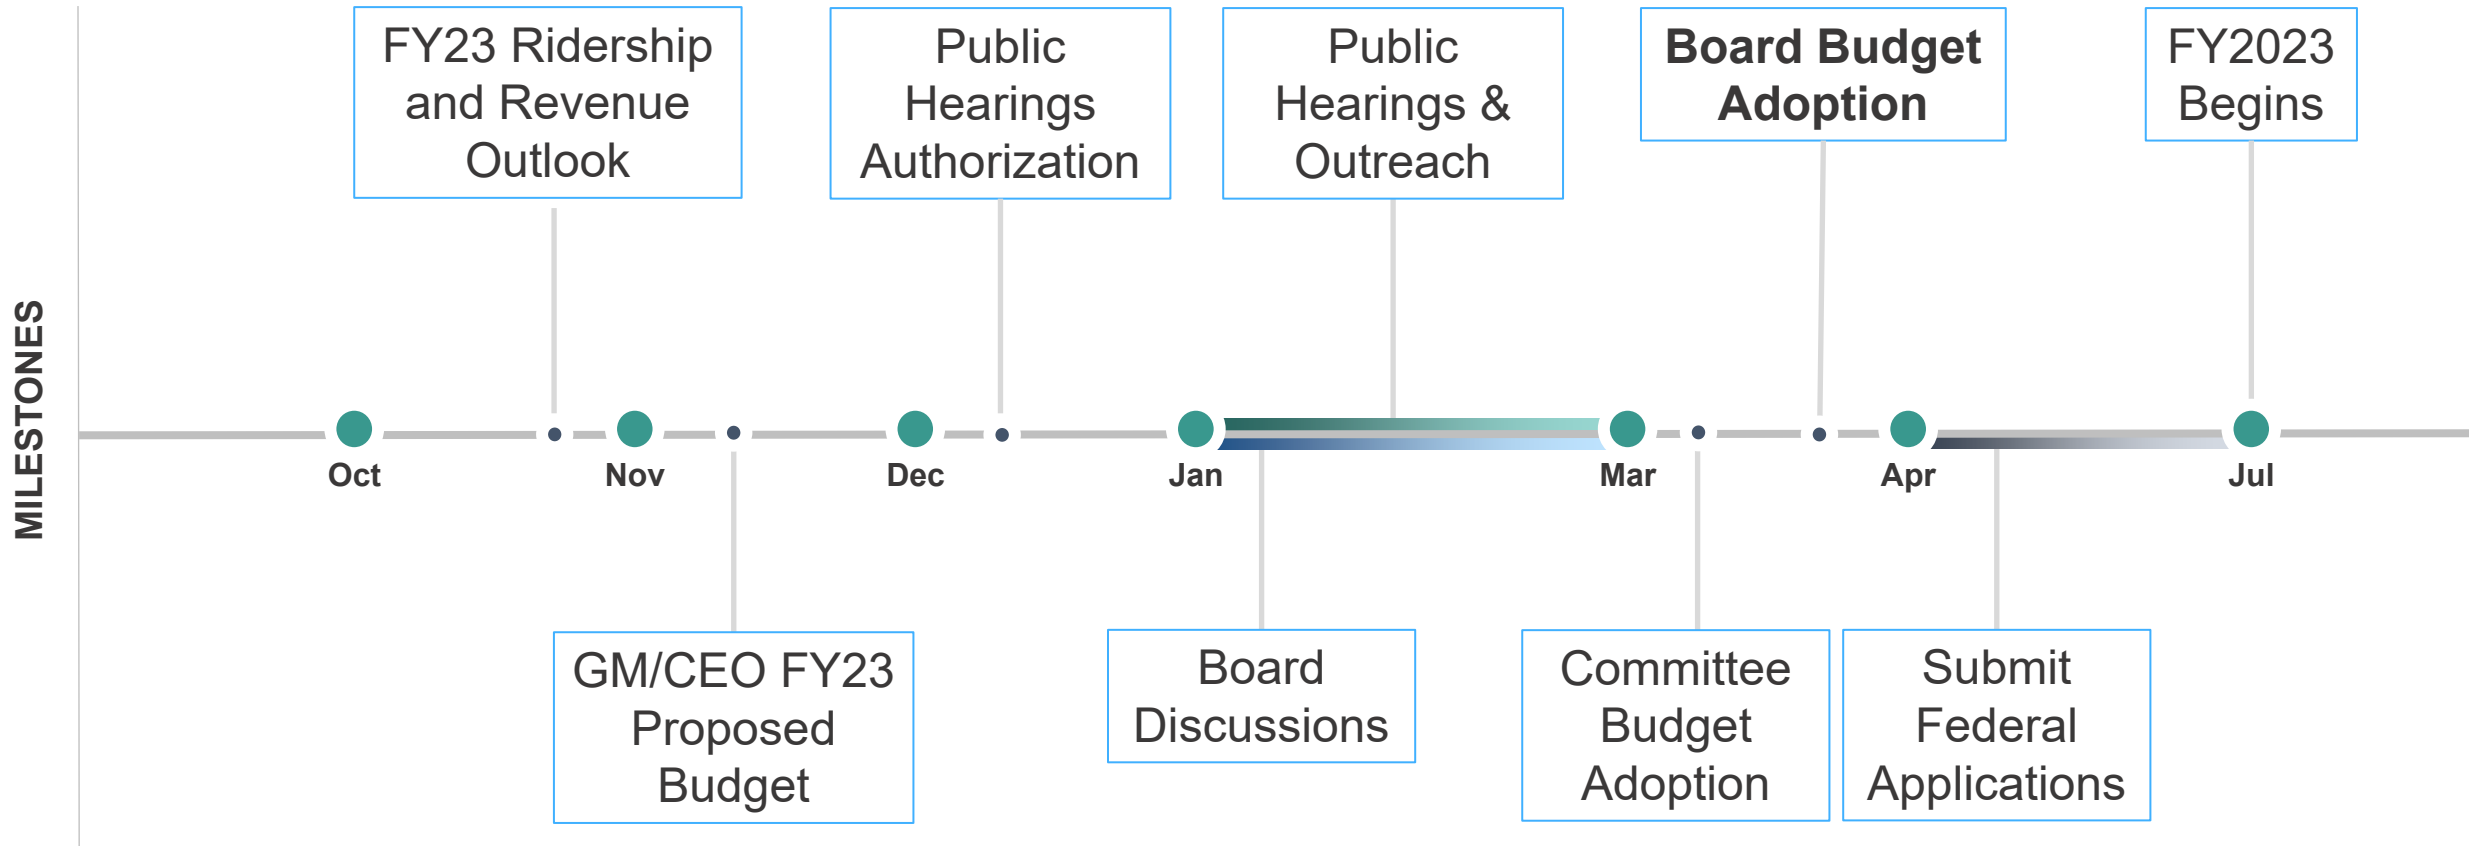 MILESTONES
FY23 Ridership
and Revenue
Outlook
Public
Hearings
Authorization
Public
Hearings &
Outreach
Board Budget
Adoption
FY2023
Begins
Oct
Nov
Dec
Jan
Mar
Apr
Jul
GM/CEO FY23
Proposed
Budget
Board
Discussions
Committee
Budget
Adoption
Submit
Federal
Applications